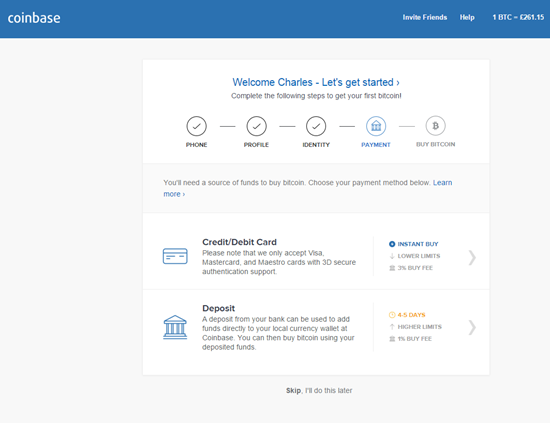 coinbase
Invite Friends Help 1 BTC = £261.15
Welcome Charles - Let's get started ›
Complete the following steps to get your first bitcoin!
PHONE PROFILE IDENTITY PAYMENT BUY BITCOIN
You'll need a source of funds to buy bitcoin. Choose your payment method below. Learn
more ›
Credit/Debit Card
Please note that we only accept Visa,
Mastercard, and Maestro cards with 3D secure
authentication support.
INSTANT BUY
LOWER LIMITS
3% BUY FEE
Deposit
A deposit from your bank can be used to add
funds directly to your local currency wallet at
Coinbase. You can then buy bitcoin using your
deposited funds.
4-5 DAYS
HIGHER LIMITS
1% BUY FEE
Skip, I'll do this later